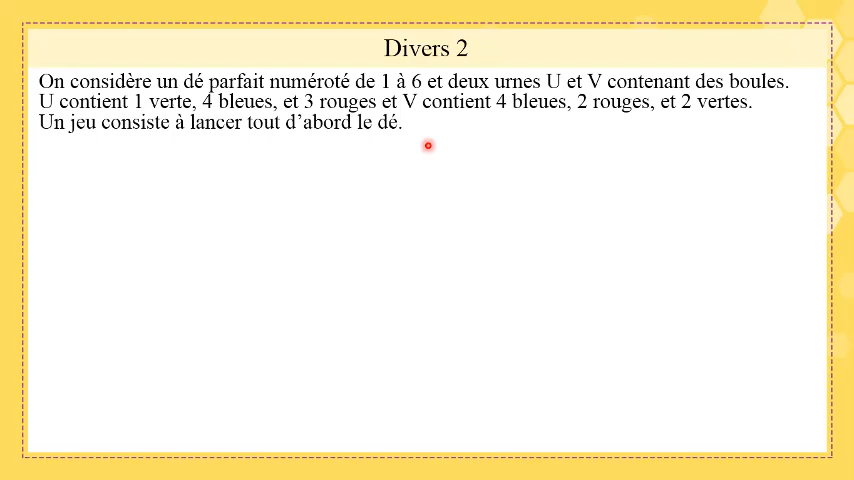 Divers 2
On considère un dé parfait numéroté de 1 à 6 et deux urnes U et V contenant des boules.
U contient 1 verte, 4 bleues, et 3 rouges et V contient 4 bleues, 2 rouges, et 2 vertes.
Un jeu consiste à lancer tout d’abord le dé.